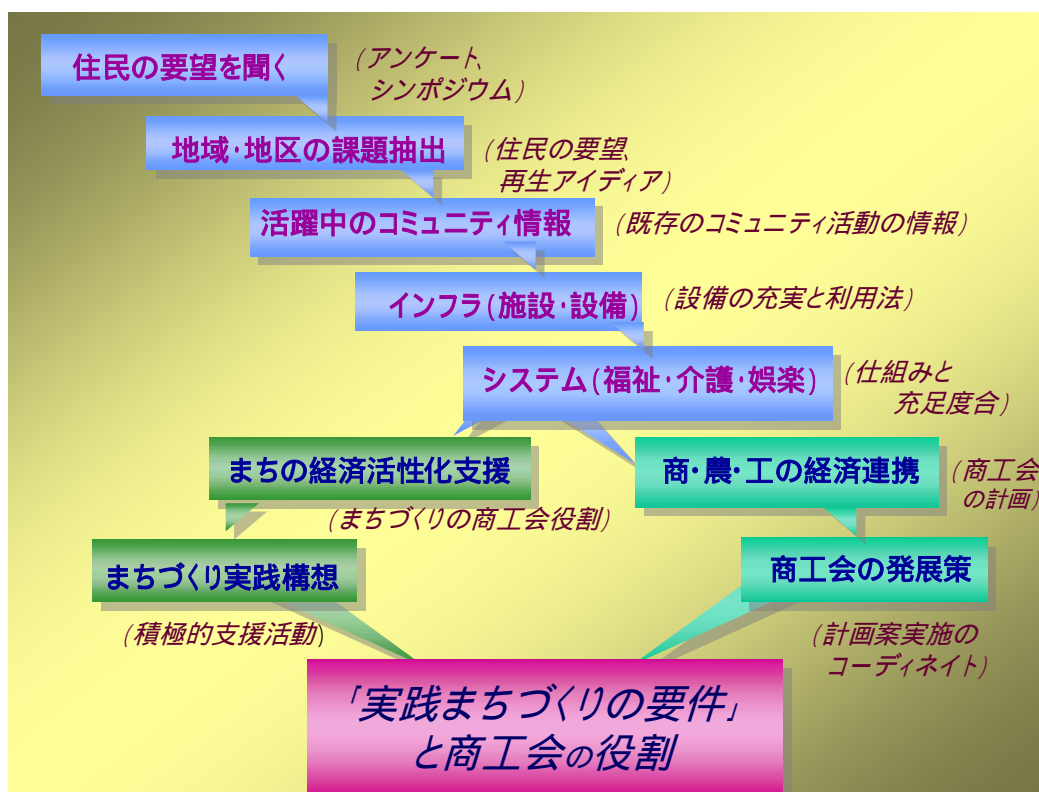 住民の要望を聞く
(アンケート、
シンポジウム)
地域・地区の課題抽出
(住民の要望、
再生アイディア)
活躍中のコミュニティ情報
(既存のコミュニティ活動の情報)
インフラ(施設・設備)
(設備の充実と利用法)
システム(福祉・介護・娯楽)
(仕組みと
充足度合)
まちの経済活性化支援
(まちづくりの商工会役割)
商・農・工の経済連携
(商工会
の計画)
まちづくり実践構想
(積極的支援活動)
商工会の発展策
(計画案実施の
コーディネイト)
「実践まちづくりの要件」
と商工会の役割